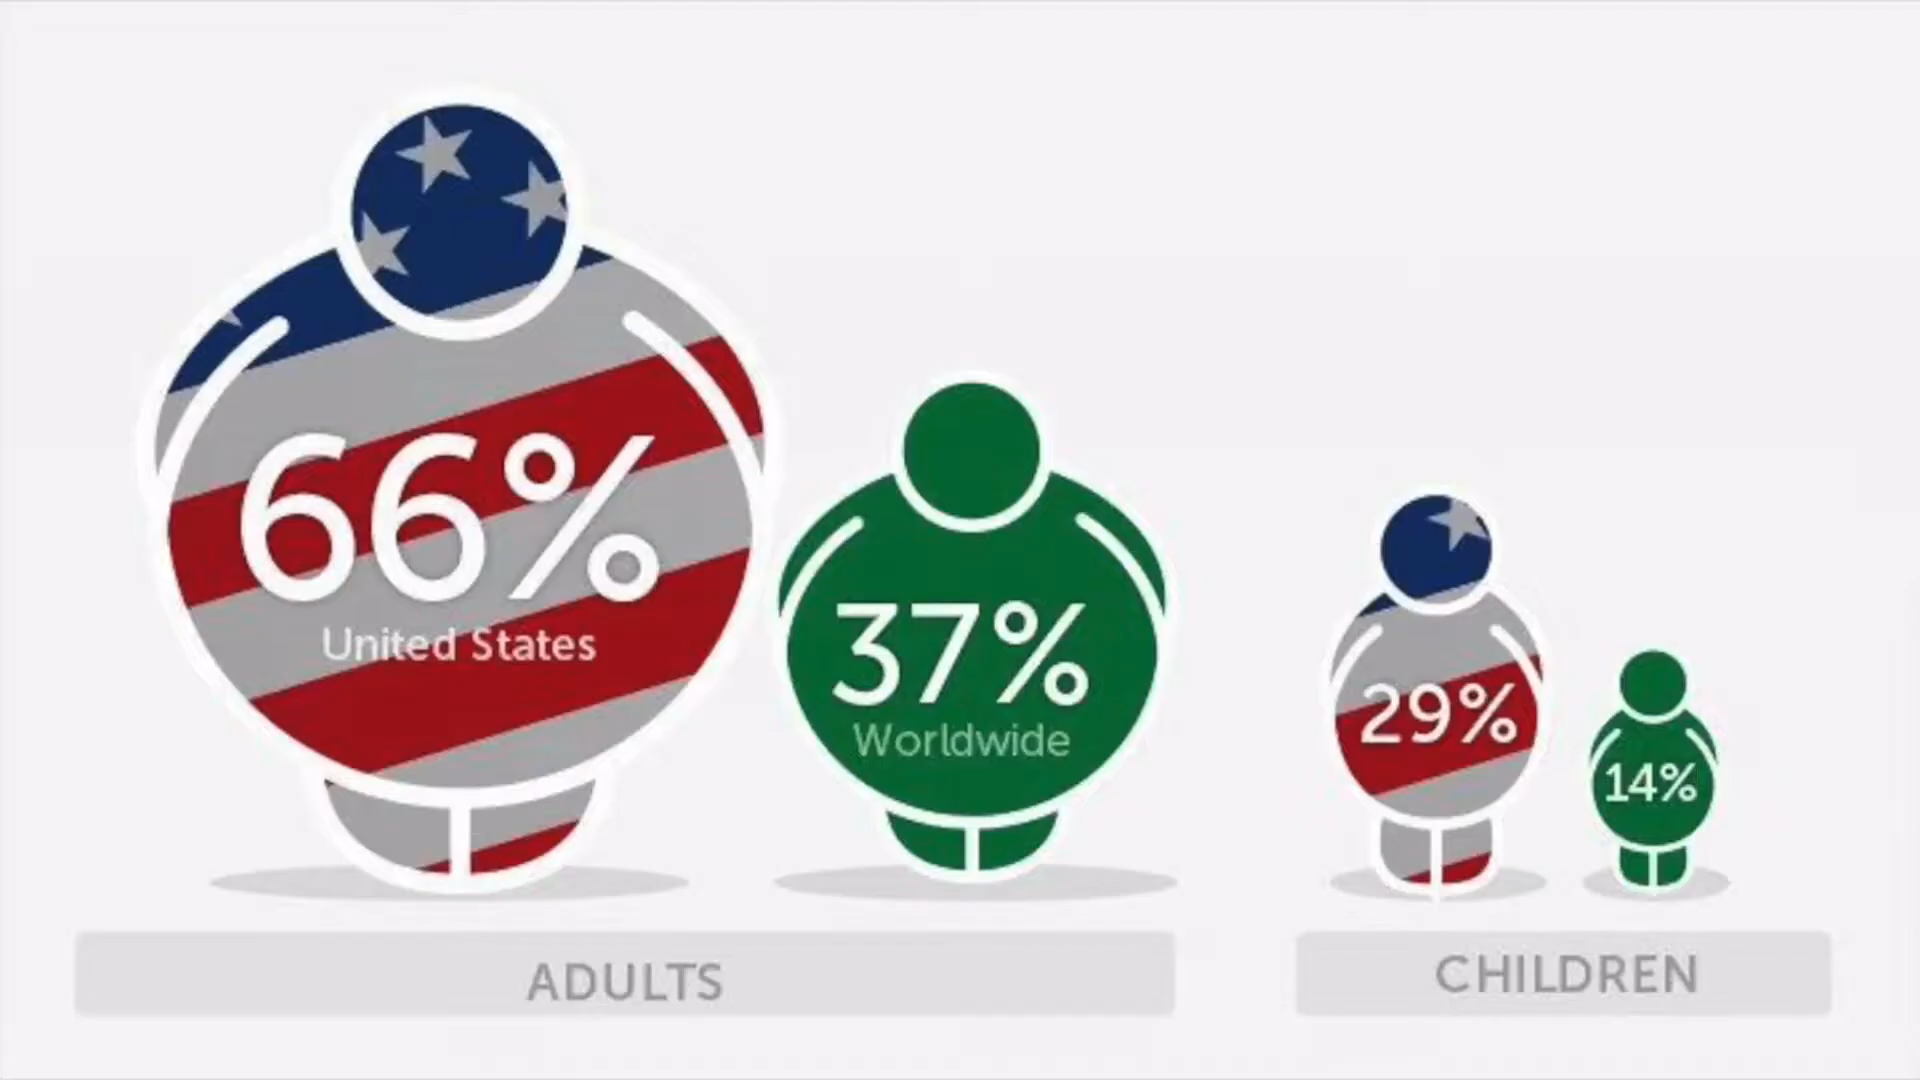 66%
United States
37%
Worldwide
29%
14%
ADULTS
CHILDREN